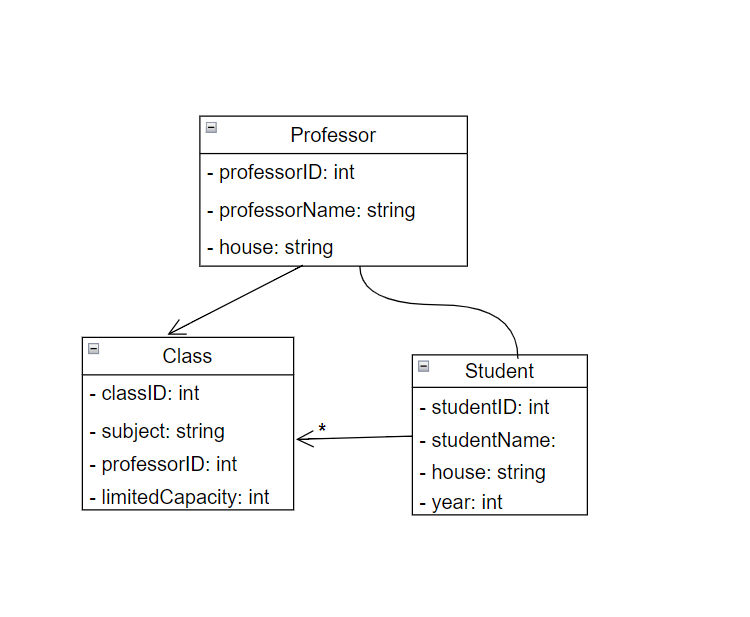 Professor
- professorID: int
- professorName: string
- house: string
Class
- classID: int
- subject: string
- professorID: int
- limitedCapacity: int
*
Student
- studentID: int
- studentName:
- house: string
- year: int